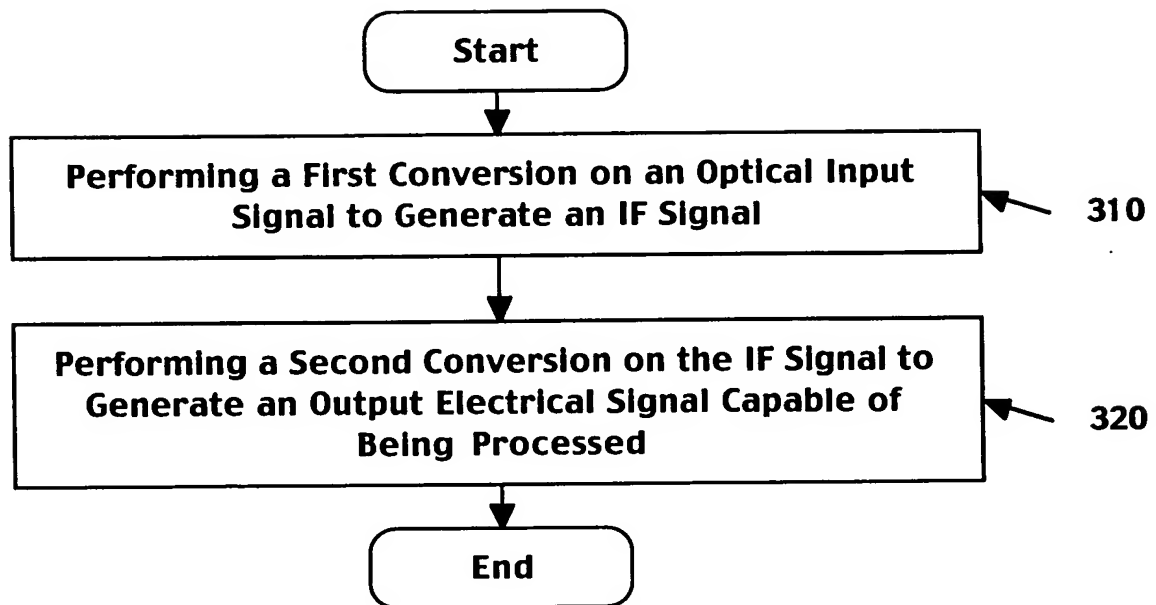 Start
Performing a First Conversion on an Optical Input
Signal to Generate an IF Signal
310
Performing a Second Conversion on the IF Signal to
Generate an Output Electrical Signal Capable of
Being Processed
320
End